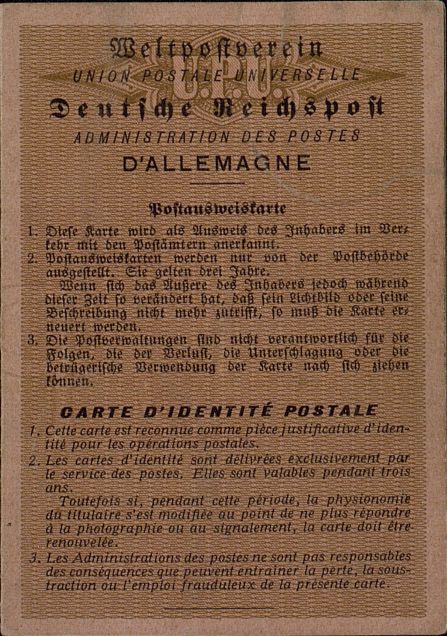 Weltpostverein
UNION POSTALE UNIVERSELLE
U.P.U.
Deutsche Reichspost
ADMINISTRATION DES POSTES
D'ALLEMAGNE
Postausweiskarte
1. Diese Karte wird als Ausweis des Inhabers im Ver-
kehr mit den Postämtern anerkannt.
2. Postausweiskarten werden nur von der Postbehörde
ausgestellt. Sie gelten drei Jahre.
Wenn sich das Äußere des Inhabers jedoch während
dieser Zeit so verändert hat, daß sein Lichtbild oder seine
Beschreibung nicht mehr zutrifft, so muß die Karte er-
neuert werden.
3. Die Postverwaltungen sind nicht verantwortlich für die
Folgen, die der Verlust, die Unterschlagung oder die
betrügerische Verwendung der Karte nach sich ziehen
können.
CARTE D'IDENTITÉ POSTALE
1. Cette carte est reconnue comme pièce justificative d'iden-
tité pour les opérations postales.
2. Les cartes d'identité sont délivrées exclusivement par
le service des postes. Elles sont valables pendant trois
ans.
Toutefois si, pendant cette période, la physionomie
du titulaire s'est modifiée au point de ne plus répondre
à la photographie ou au signalement, la carte doit être
renouvelée.
3. Les Administrations des postes ne sont pas responsables
des conséquences que peuvent entraîner la perte, la sous-
traction ou l'emploi frauduleux de la présente carte.